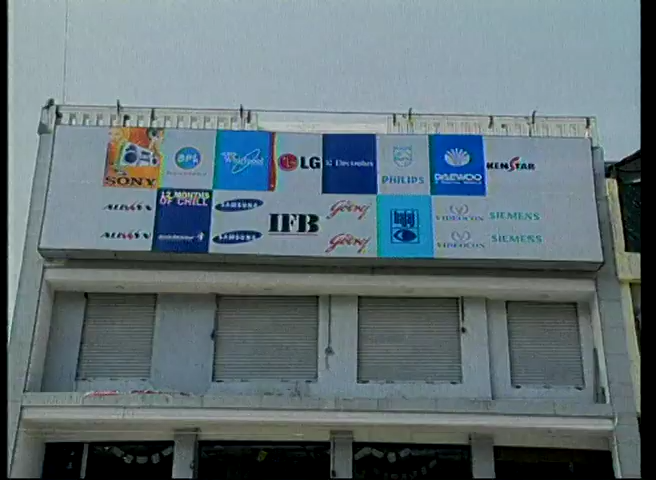 SONY
BPL
Whirlpool
LG
Electrolux
PHILIPS
DAEWOO
KENSTAR
AIWA
12 MONTHS
OF CHILL
SAMSUNG
IFB
Godrej
VIDEOCON
SIEMENS
AIWA
SAMSUNG
Godrej
VIDEOCON
SIEMENS